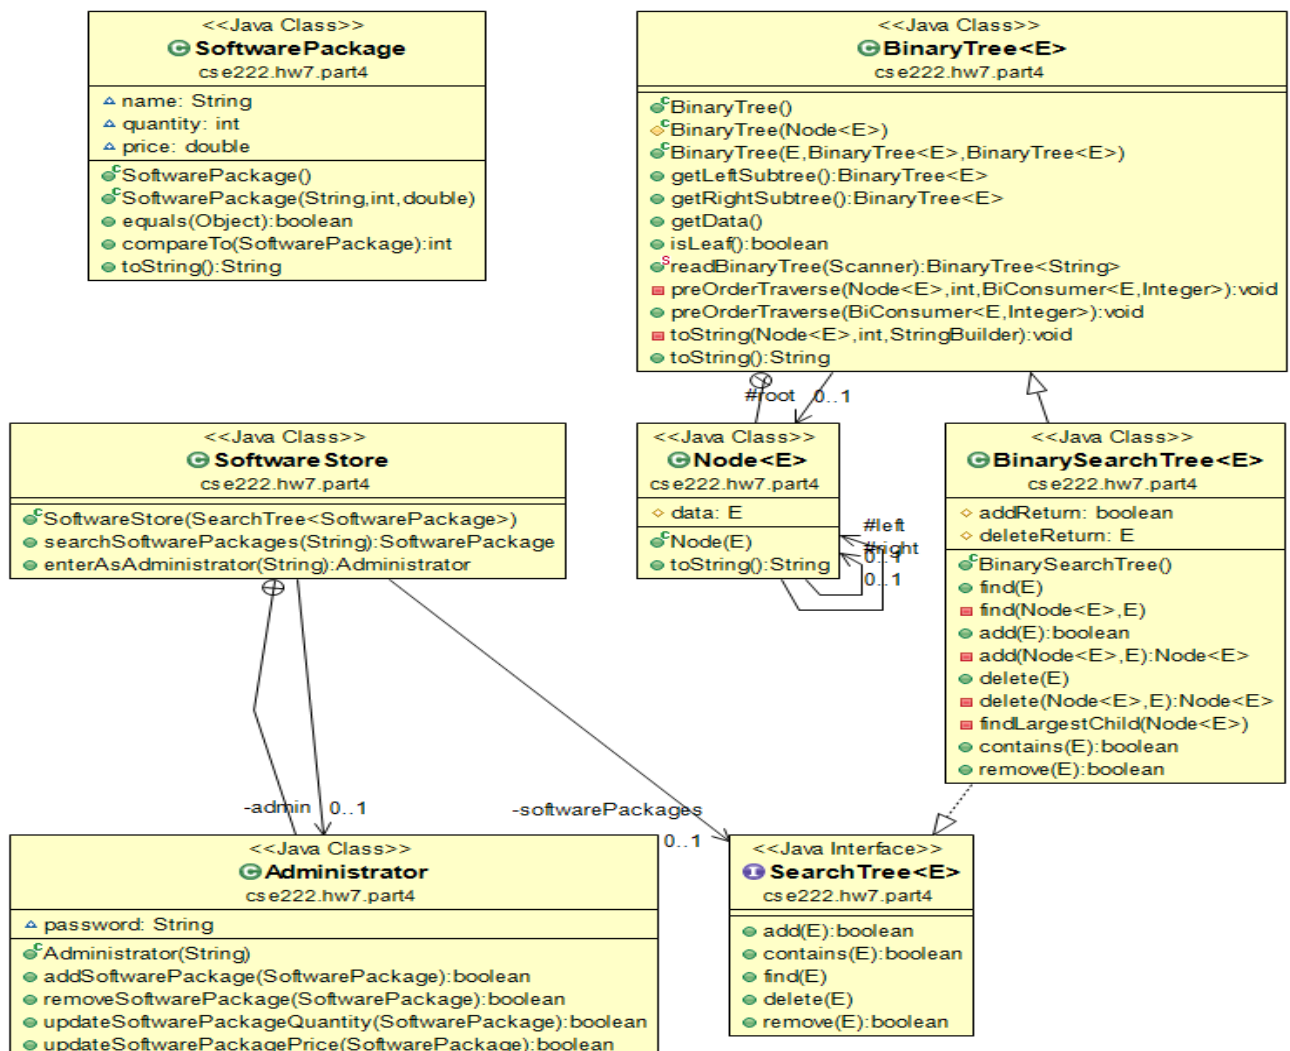 <<Java Class>>
SoftwarePackage
cse222.hw7.part4
name: String
quantity: int
price: double
SoftwarePackage()
SoftwarePackage(String,int,double)
equals(Object):boolean
compareTo(SoftwarePackage):int
toString():String
<<Java Class>>
BinaryTree<E>
cse222.hw7.part4
BinaryTree()
BinaryTree(Node<E>)
BinaryTree(E,BinaryTree<E>,BinaryTree<E>)
getLeftSubtree():BinaryTree<E>
getRightSubtree():BinaryTree<E>
getData()
isLeaf():boolean
readBinaryTree(Scanner):BinaryTree<String>
preOrderTraverse(Node<E>,int,BiConsumer<E,Integer>):void
preOrderTraverse(BiConsumer<E,Integer>):void
toString(Node<E>,int,StringBuilder):void
toString():String
#root 0..1
<<Java Class>>
SoftwareStore
cse222.hw7.part4
SoftwareStore(SearchTree<SoftwarePackage>)
searchSoftwarePackages(String):SoftwarePackage
enterAsAdministrator(String):Administrator
<<Java Class>>
Node<E>
cse222.hw7.part4
data: E
Node(E)
toString():String
#left
#right
0..1
0..1
<<Java Class>>
BinarySearchTree<E>
cse222.hw7.part4
addReturn: boolean
deleteReturn: E
BinarySearchTree()
find(E)
find(Node<E>,E)
add(E):boolean
add(Node<E>,E):Node<E>
delete(E)
delete(Node<E>,E):Node<E>
findLargestChild(Node<E>)
contains(E):boolean
remove(E):boolean
-admin 0..1
-softwarePackages
0..1
<<Java Class>>
Administrator
cse222.hw7.part4
password: String
Administrator(String)
addSoftwarePackage(SoftwarePackage):boolean
removeSoftwarePackage(SoftwarePackage):boolean
updateSoftwarePackageQuantity(SoftwarePackage):boolean
updateSoftwarePackagePrice(SoftwarePackage):boolean
<<Java Interface>>
SearchTree<E>
cse222.hw7.part4
add(E):boolean
contains(E):boolean
find(E)
delete(E)
remove(E):boolean